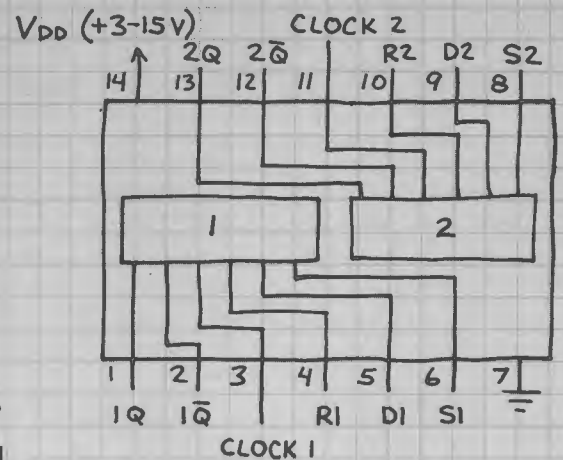 VDD (+3-15V)
CLOCK 2
2Q 2Q̅ R2 D2 S2
14 13 12 11 10 9 8
1 2
1 2 3 4 5 6 7
1Q 1Q̅ R1 D1 S1
CLOCK 1